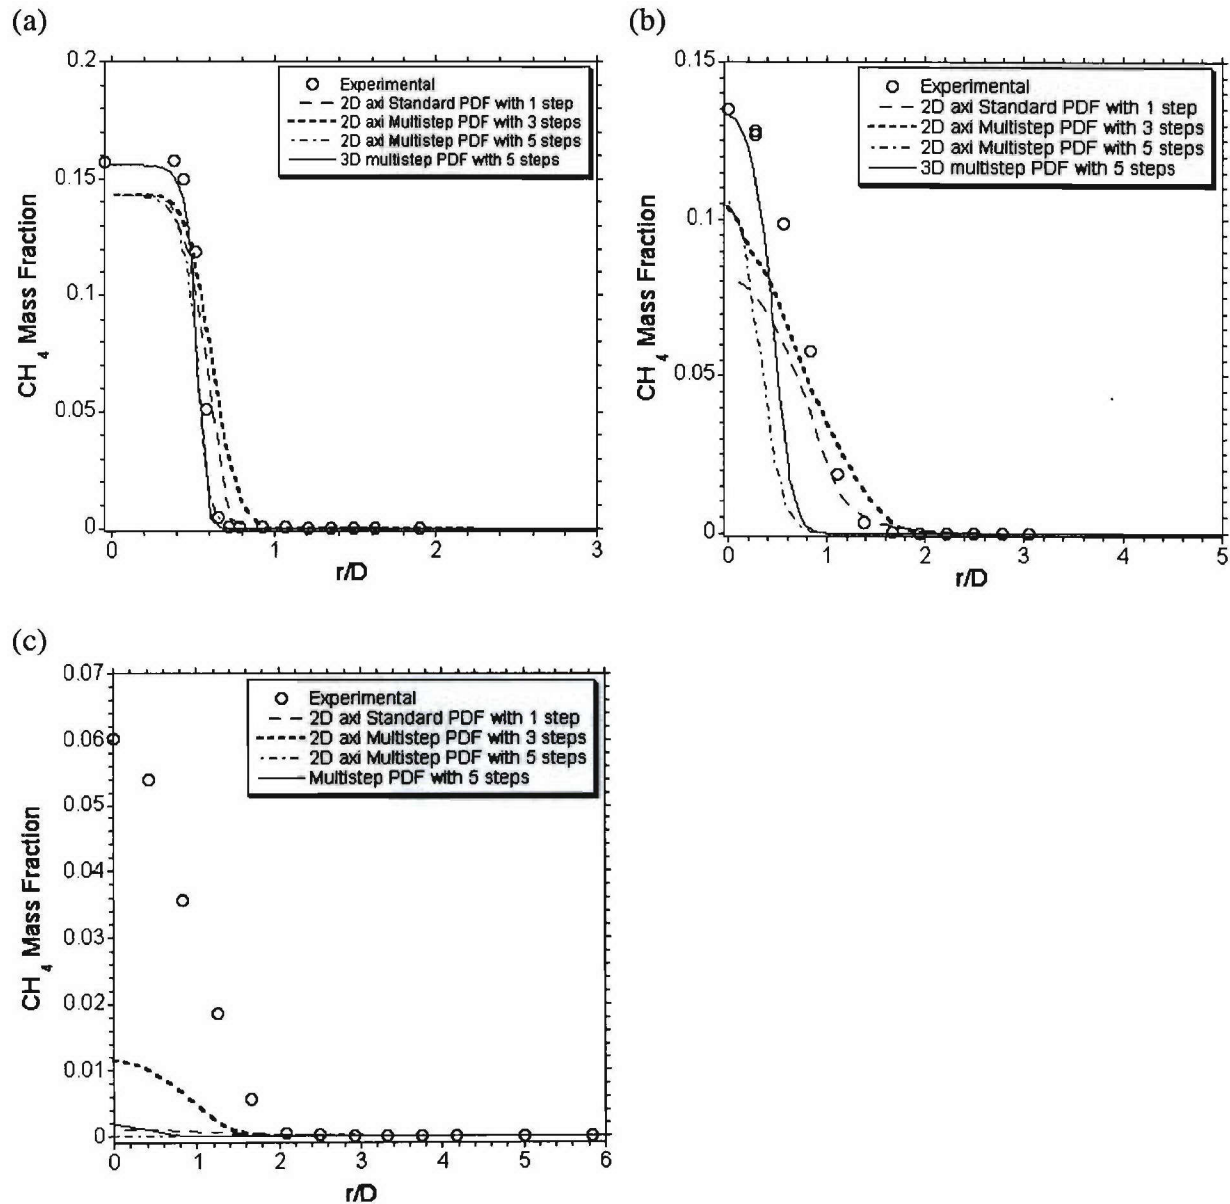 (a)
0.2
0.15
0.1
0.05
0
CH4 Mass Fraction
Experimental
2D axi Standard PDF with 1 step
2D axi Multistep PDF with 3 steps
2D axi Multistep PDF with 5 steps
3D multistep PDF with 5 steps
0 1 2 3
r/D
(b)
0.15
0.1
0.05
0
CH4 Mass Fraction
Experimental
2D axi Standard PDF with 1 step
2D axi Multistep PDF with 3 steps
2D axi Multistep PDF with 5 steps
3D multistep PDF with 5 steps
0 1 2 3 4 5
r/D
(c)
0.07
0.06
0.05
0.04
0.03
0.02
0.01
0
CH4 Mass Fraction
Experimental
2D axi Standard PDF with 1 step
2D axi Multistep PDF with 3 steps
2D axi Multistep PDF with 5 steps
Multistep PDF with 5 steps
0 1 2 3 4 5 6
r/D